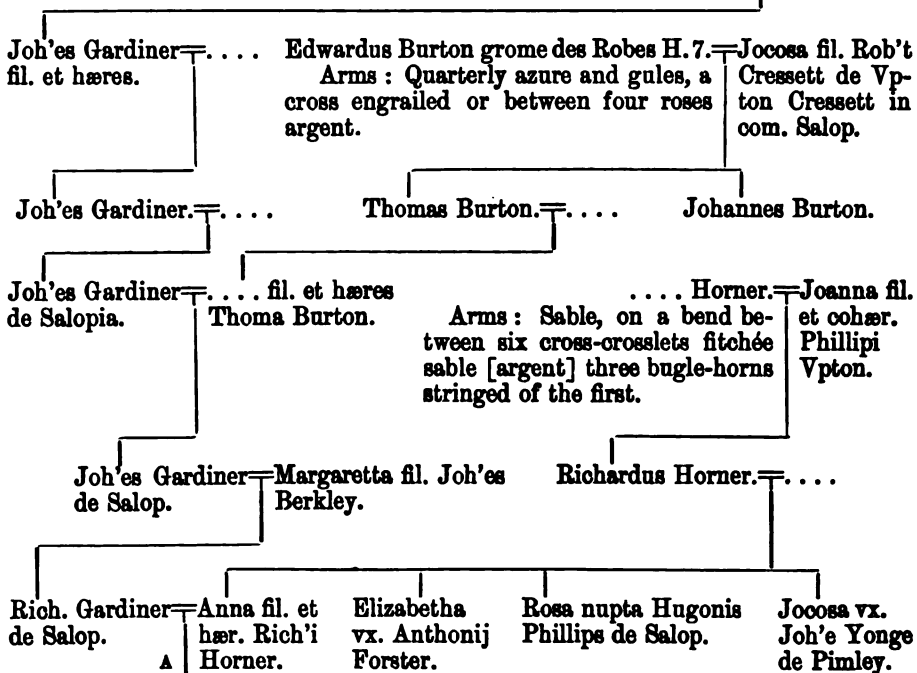 Joh'es Gardiner=. . . .
fil. et hæres.
Edwardus Burton grome des Robes H. 7.=Jocosa fil. Rob't
Arms : Quarterly azure and gules, a
cross engrailed or between four roses
argent.
Cressett de Vp-
ton Cressett in
com. Salop.
Joh'es Gardiner.=. . . .
Thomas Burton.=. . . .
Johannes Burton.
Joh'es Gardiner=. . . . fil. et hæres
de Salopia.
Thoma Burton.
. . . . Horner.=Joanna fil.
Arms : Sable, on a bend be-
tween six cross-crosslets fitchée
sable [argent] three bugle-horns
stringed of the first.
et cohær.
Phillipi
Vpton.
Joh'es Gardiner=Margaretta fil. Joh'es
de Salop.
Berkley.
Richardus Horner.=. . . .
Rich. Gardiner=Anna fil. et
de Salop.
hær. Rich'i
A
Horner.
Elizabetha
vx. Anthonij
Forster.
Rosa nupta Hugonis
Phillips de Salop.
Jocosa vx.
Joh'e Yonge
de Pimley.